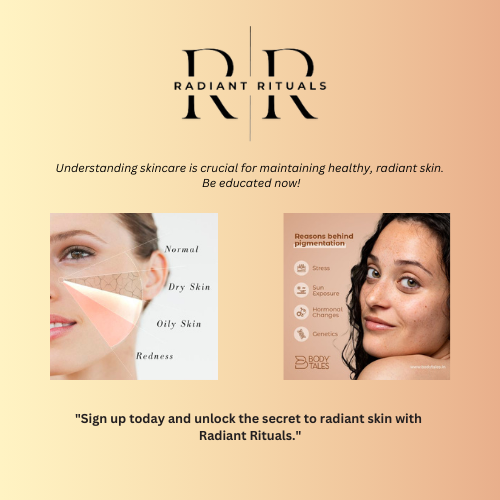 RR
RADIANT RITUALS
Understanding skincare is crucial for maintaining healthy, radiant skin.
Be educated now!
Normal
Dry Skin
Oily Skin
Redness
Reasons behind
pigmentation
Stress
Sun
Exposure
Hormonal
Changes
Genetics
BODY
TALES
"Sign up today and unlock the secret to radiant skin with
Radiant Rituals."